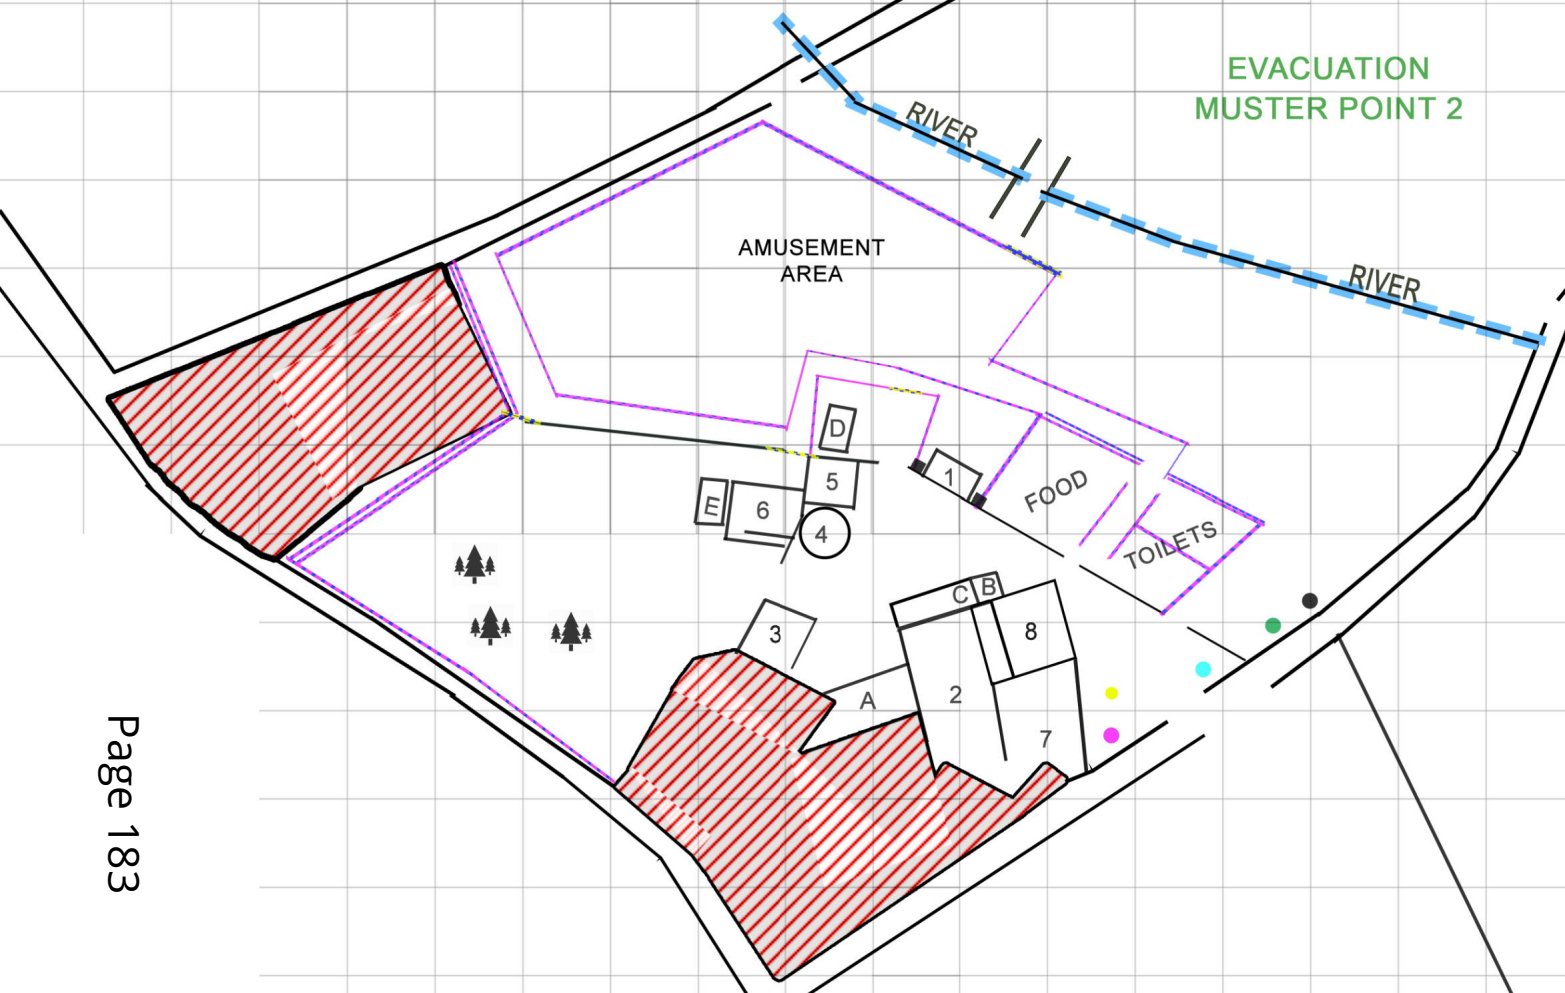 EVACUATION
MUSTER POINT 2
RIVER
RIVER
AMUSEMENT
AREA
D
1
5
E
6
4
FOOD
TOILETS
C
B
3
8
A
2
7
Page 183